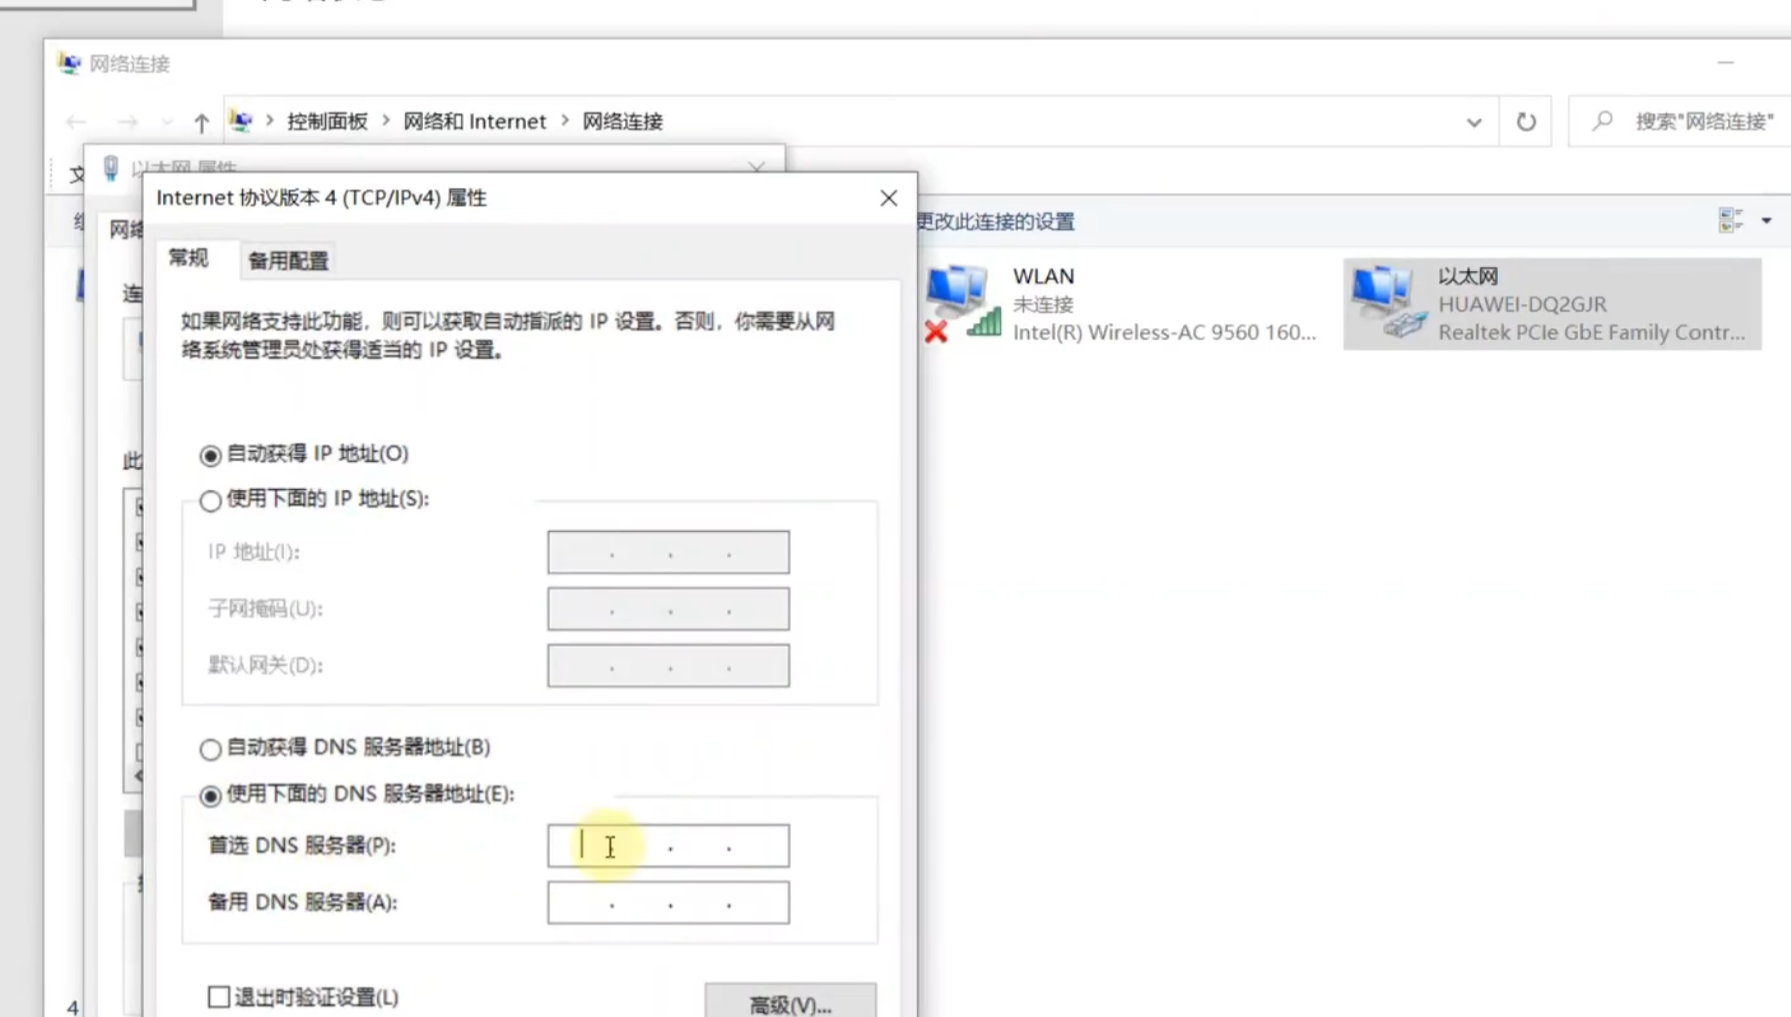 网络连接
控制面板 > 网络和 Internet > 网络连接
搜索"网络连接"
以太网 属性
文
Internet 协议版本 4 (TCP/IPv4) 属性
更改此连接的设置
网络
常规
备用配置
连
如果网络支持此功能，则可以获取自动指派的 IP 设置。否则，你需要从网
络系统管理员处获得适当的 IP 设置。
WLAN
未连接
Intel(R) Wireless-AC 9560 160...
以太网
HUAWEI-DQ2GJR
Realtek PCIe GbE Family Contr...
自动获得 IP 地址(O)
此
使用下面的 IP 地址(S):
IP 地址(I):
子网掩码(U):
默认网关(D):
自动获得 DNS 服务器地址(B)
使用下面的 DNS 服务器地址(E):
首选 DNS 服务器(P):
备用 DNS 服务器(A):
退出时验证设置(L)
高级(V)...
4